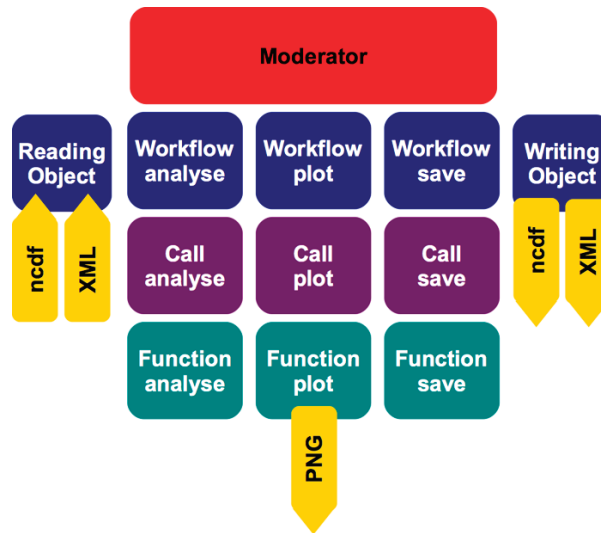 Moderator
Reading
Object
Workflow
analyse
Workflow
plot
Workflow
save
Writing
Object
ncdf
XML
Call
analyse
Call
plot
Call
save
ncdf
XML
Function
analyse
Function
plot
Function
save
PNG